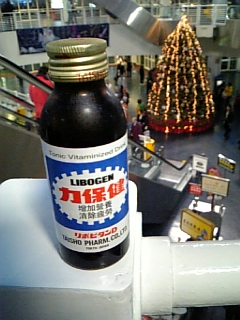 Tonic Vitaminized Drink
LIBOGEN
力保健
增加營養
消除疲勞
リポビタンD
TAISHO PHARM. CO., LTD